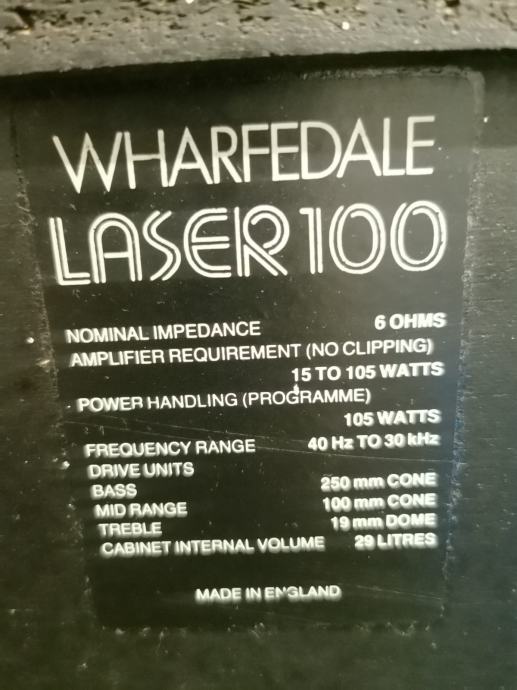 WHARFEDALE
LASER 100
NOMINAL IMPEDANCE 6 OHMS
AMPLIFIER REQUIREMENT (NO CLIPPING)
15 TO 105 WATTS
POWER HANDLING (PROGRAMME)
105 WATTS
FREQUENCY RANGE 40 Hz TO 30 kHz
DRIVE UNITS
BASS 250 mm CONE
MID RANGE 100 mm CONE
TREBLE 19 mm DOME
CABINET INTERNAL VOLUME 29 LITRES
MADE IN ENGLAND